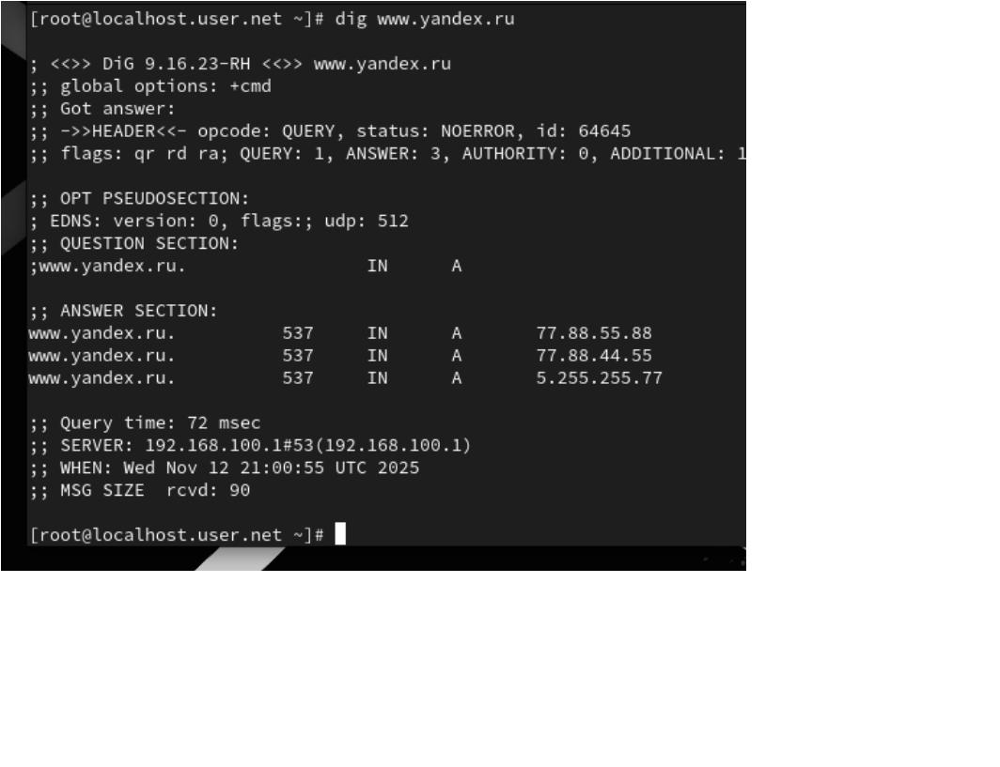 [root@localhost.user.net ~]# dig www.yandex.ru
; <<>> DiG 9.16.23-RH <<>> www.yandex.ru
;; global options: +cmd
;; Got answer:
;; ->>HEADER<<- opcode: QUERY, status: NOERROR, id: 64645
;; flags: qr rd ra; QUERY: 1, ANSWER: 3, AUTHORITY: 0, ADDITIONAL: 1
;; OPT PSEUDOSECTION:
; EDNS: version: 0, flags:; udp: 512
;; QUESTION SECTION:
;www.yandex.ru. IN A
;; ANSWER SECTION:
www.yandex.ru. 537 IN A 77.88.55.88
www.yandex.ru. 537 IN A 77.88.44.55
www.yandex.ru. 537 IN A 5.255.255.77
;; Query time: 72 msec
;; SERVER: 192.168.100.1#53(192.168.100.1)
;; WHEN: Wed Nov 12 21:00:55 UTC 2025
;; MSG SIZE rcvd: 90
[root@localhost.user.net ~]#